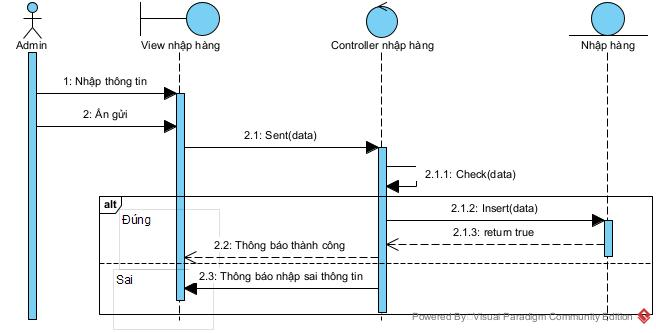 Admin
View nhập hàng
Controller nhập hàng
Nhập hàng
1: Nhập thông tin
2: Ấn gửi
2.1: Sent(data)
2.1.1: Check(data)
alt
Đúng
2.1.2: Insert(data)
2.1.3: return true
2.2: Thông báo thành công
Sai
2.3: Thông báo nhập sai thông tin
Powered By: Visual Paradigm Community Edition